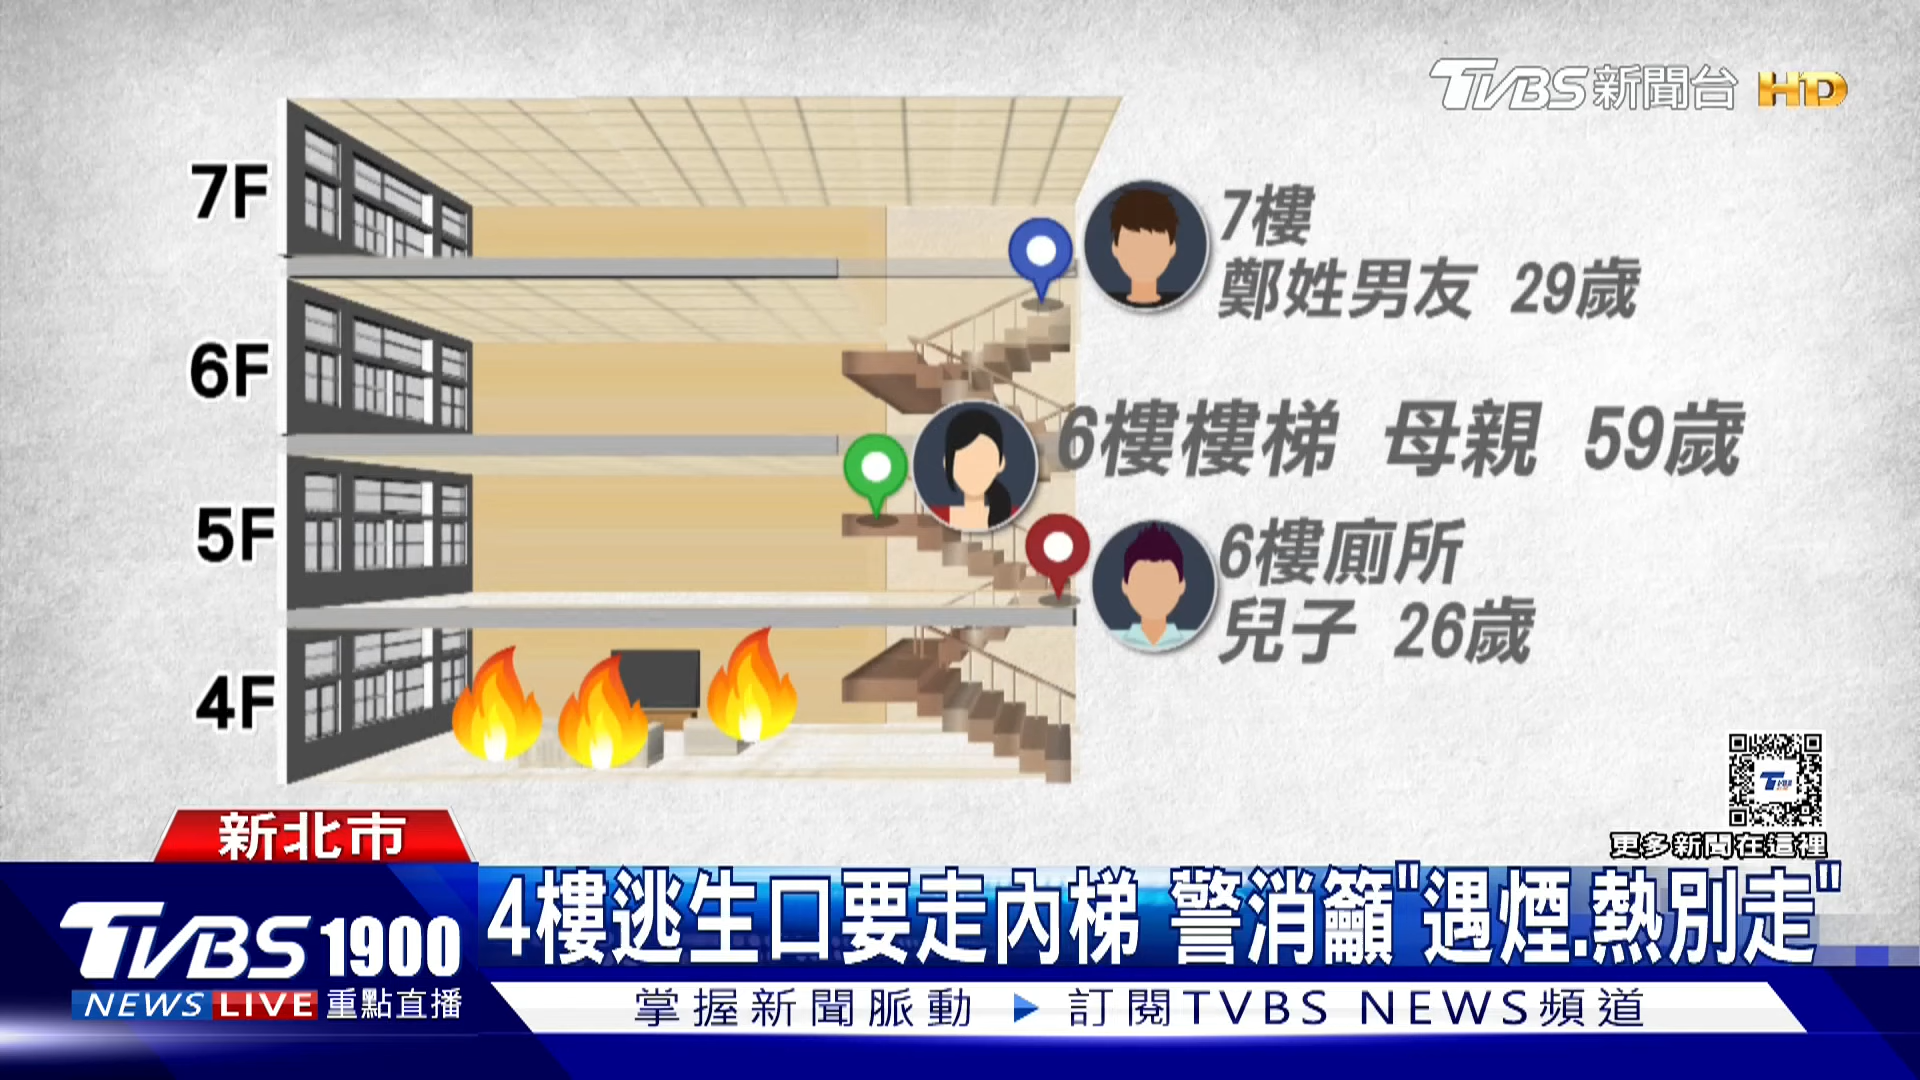 TVBS新聞台 HD
7F
7樓
鄭姓男友 29歲
6F
6樓樓梯 母親 59歲
5F
6樓廁所
兒子 26歲
4F
更多新聞在這裡
新北市
4樓逃生口要走內梯 警消籲"遇煙.熱別走"
TVBS 1900
NEWS LIVE 重點直播
掌握新聞脈動 ▶ 訂閱TVBS NEWS頻道